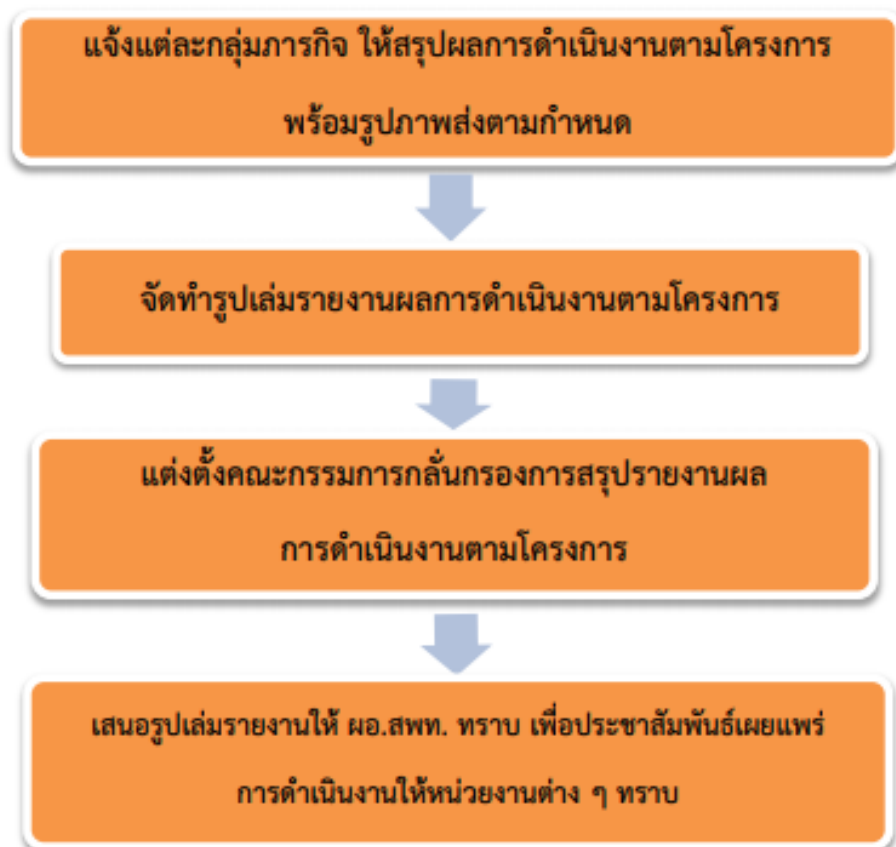 แจ้งแต่ละกลุ่มภารกิจ ให้สรุปผลการดำเนินงานตามโครงการ
พร้อมรูปภาพส่งตามกำหนด
จัดทำรูปเล่มรายงานผลการดำเนินงานตามโครงการ
แต่งตั้งคณะกรรมการกลั่นกรองการสรุปรายงานผล
การดำเนินงานตามโครงการ
เสนอรูปเล่มรายงานให้ ผอ.สพท. ทราบ เพื่อประชาสัมพันธ์เผยแพร่
การดำเนินงานให้หน่วยงานต่าง ๆ ทราบ